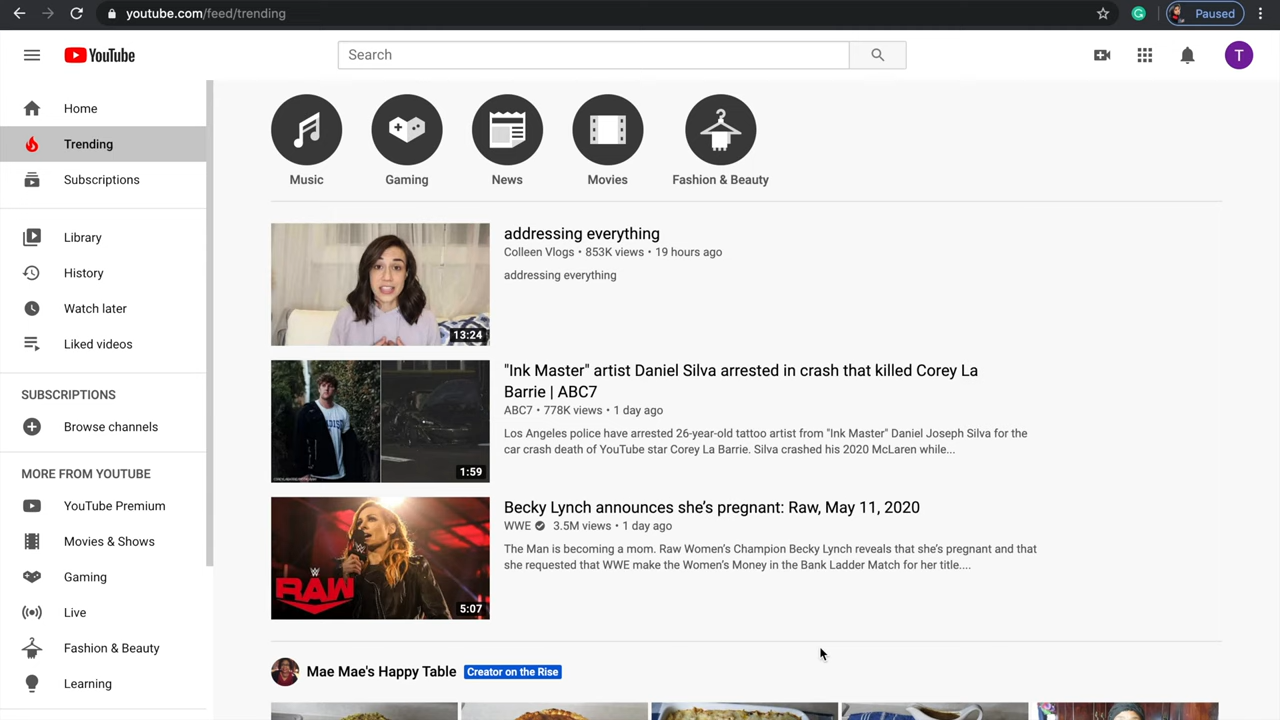 youtube.com/feed/trending
Paused
YouTube
Search
T
Home
Trending
Subscriptions
Library
History
Watch later
Liked videos
SUBSCRIPTIONS
Browse channels
MORE FROM YOUTUBE
YouTube Premium
Movies & Shows
Gaming
Live
Fashion & Beauty
Learning
Music
Gaming
News
Movies
Fashion & Beauty
13:24
addressing everything
Colleen Vlogs • 853K views • 19 hours ago
addressing everything
1:59
"Ink Master" artist Daniel Silva arrested in crash that killed Corey La
Barrie | ABC7
ABC7 • 778K views • 1 day ago
Los Angeles police have arrested 26-year-old tattoo artist from "Ink Master" Daniel Joseph Silva for the
car crash death of YouTube star Corey La Barrie. Silva crashed his 2020 McLaren while...
RAW
5:07
Becky Lynch announces she’s pregnant: Raw, May 11, 2020
WWE 3.5M views • 1 day ago
The Man is becoming a mom. Raw Women’s Champion Becky Lynch reveals that she’s pregnant and that
she requested that WWE make the Women’s Money in the Bank Ladder Match for her title....
Mae Mae's Happy Table
Creator on the Rise